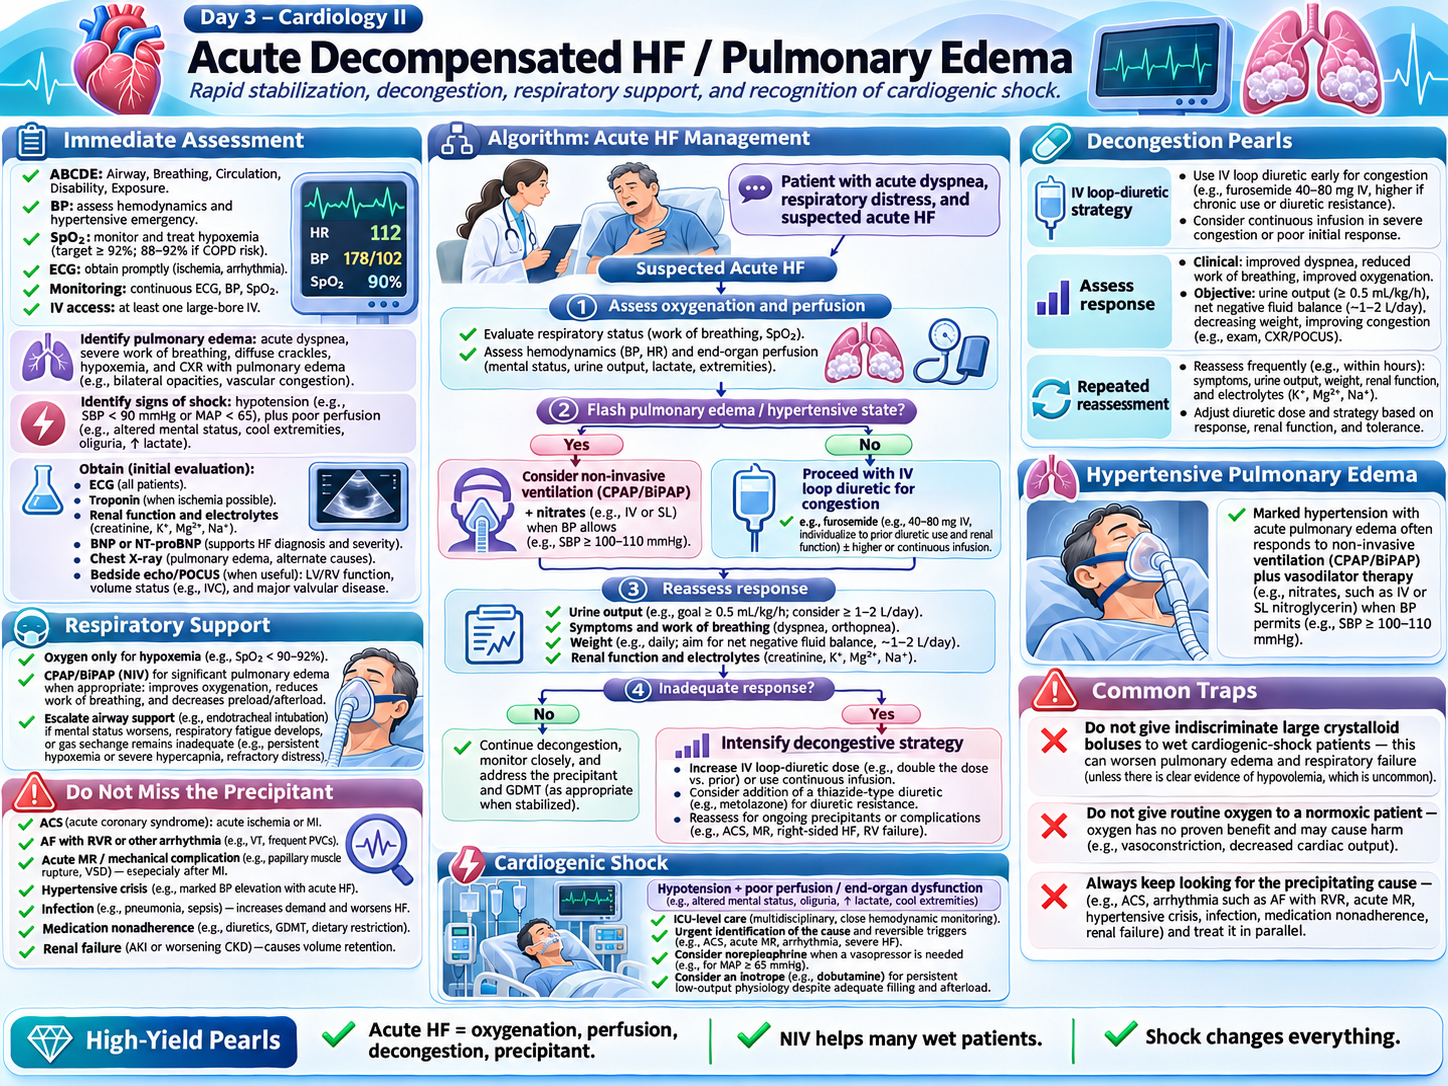 Day 3 – Cardiology II
Acute Decompensated HF / Pulmonary Edema
Rapid stabilization, decongestion, respiratory support, and recognition of cardiogenic shock.
Immediate Assessment
ABCDE: Airway, Breathing, Circulation,
Disability, Exposure.
BP: assess hemodynamics and
hypertensive emergency.
SpO₂: monitor and treat hypoxemia
(target ≥ 92%; 88–92% if COPD risk).
ECG: obtain promptly (ischemia, arrhythmia).
Monitoring: continuous ECG, BP, SpO₂.
IV access: at least one large-bore IV.
HR 112
BP 178/102
SpO₂ 90%
Identify pulmonary edema: acute dyspnea,
severe work of breathing, diffuse crackles,
hypoxemia, and CXR with pulmonary edema
(e.g., bilateral opacities, vascular congestion).
Identify signs of shock: hypotension (e.g.,
SBP < 90 mmHg or MAP < 65), plus poor perfusion
(e.g., altered mental status, cool extremities,
oliguria, ↑ lactate).
Obtain (initial evaluation):
• ECG (all patients).
• Troponin (when ischemia possible).
• Renal function and electrolytes
(creatinine, K⁺, Mg²⁺, Na⁺).
• BNP or NT-proBNP (supports HF diagnosis and severity).
• Chest X-ray (pulmonary edema, alternate causes).
• Bedside echo/POCUS (when useful): LV/RV function,
volume status (e.g., IVC), and major valvular disease.
Respiratory Support
Oxygen only for hypoxemia (e.g., SpO₂ < 90–92%).
CPAP/BiPAP (NIV) for significant pulmonary edema
when appropriate: improves oxygenation, reduces
work of breathing, and decreases preload/afterload.
Escalate airway support (e.g., endotracheal intubation)
if mental status worsens, respiratory fatigue develops,
or gas sechange remains inadequate (e.g., persistent
hypoxemia or severe hypercapnia, refractory distress).
Do Not Miss the Precipitant
ACS (acute coronary syndrome): acute ischemia or MI.
AF with RVR or other arrhythmia (e.g., VT, frequent PVCs).
Acute MR / mechanical complication (e.g., papillary muscle
rupture, VSD) — esepecialy after MI.
Hypertensive crisis (e.g., marked BP elevation with acute HF).
Infection (e.g., pneumonia, sepsis) — increases demand and worsens HF.
Medication nonadherence (e.g., diuretics, GDMT, dietary restriction).
Renal failure (AKI or worsening CKD) — causes volume retention.
Algorithm: Acute HF Management
Patient with acute dyspnea,
respiratory distress, and
suspected acute HF
Suspected Acute HF
1 Assess oxygenation and perfusion
Evaluate respiratory status (work of breathing, SpO₂).
Assess hemodynamics (BP, HR) and end-organ perfusion
(mental status, urine output, lactate, extremities).
2 Flash pulmonary edema / hypertensive state?
Yes
No
Consider non-invasive
ventilation (CPAP/BiPAP)
+ nitrates (e.g., IV or SL)
when BP allows
(e.g., SBP ≥ 100–110 mmHg).
Proceed with IV
loop diuretic for
congestion
e.g., furosemide (e.g., 40–80 mg IV,
individualize to prior diuretic use and renal
function) ± higher or continuous infusion.
3 Reassess response
Urine output (e.g., goal ≥ 0.5 mL/kg/h; consider ≥ 1–2 L/day).
Symptoms and work of breathing (dyspnea, orthopnea).
Weight (e.g., daily; aim for net negative fluid balance, ~1–2 L/day).
Renal function and electrolytes (creatinine, K⁺, Mg²⁺, Na⁺).
4 Inadequate response?
No
Yes
Continue decongestion,
monitor closely, and
address the precipitant
and GDMT (as appropriate
when stabilized).
Intensify decongestive strategy
• Increase IV loop-diuretic dose (e.g., double the dose
vs. prior) or use continuous infusion.
• Consider addition of a thiazide-type diuretic
(e.g., metolazone) for diuretic resistance.
• Reassess for ongoing precipitants or complications
(e.g., ACS, MR, right-sided HF, RV failure).
Cardiogenic Shock
Hypotension + poor perfusion / end-organ dysfunction
(e.g., altered mental status, oliguria, ↑ lactate, cool extremities)
ICU-level care (multidisciplinary, close hemodynamic monitoring).
Urgent identification of the cause and reversible triggers
(e.g., ACS, acute MR, arrhythmia, severe HF).
Consider norepleuphrine when a vasopressor is needed
(e.g., for MAP ≥ 65 mmHg).
Consider an inotrope (e.g., dobutamine) for persistent
low-output physiology despite adequate filling and afterload.
Decongestion Pearls
IV loop-diuretic
strategy
• Use IV loop diuretic early for congestion
(e.g., furosemide 40–80 mg IV, higher if
chronic use or diuretic resistance).
• Consider continuous infusion in severe
congestion or poor initial response.
Assess
response
• Clinical: improved dyspnea, reduced
work of breathing, improved oxygenation.
• Objective: urine output (≥ 0.5 mL/kg/h),
net negative fluid balance (~1–2 L/day),
decreasing weight, improving congestion
(e.g., exam, CXR/POCUS).
Repeated
reassessment
• Reassess frequently (e.g., within hours):
symptoms, urine output, weight, renal function,
and electrolytes (K⁺, Mg²⁺, Na⁺).
• Adjust diuretic dose and strategy based on
response, renal function, and tolerance.
Hypertensive Pulmonary Edema
Marked hypertension with
acute pulmonary edema often
responds to non-invasive
ventilation (CPAP/BiPAP)
plus vasodilator therapy
(e.g., nitrates, such as IV or
SL nitroglycerin) when BP
permits (e.g., SBP ≥ 100–110
mmHg).
Common Traps
Do not give indiscriminate large crystalloid
boluses to wet cardiogenic-shock patients — this
can worsen pulmonary edema and respiratory failure
(unless there is clear evidence of hypovolemia, which is uncommon).
Do not give routine oxygen to a normoxic patient —
oxygen has no proven benefit and may cause harm
(e.g., vasoconstriction, decreased cardiac output).
Always keep looking for the precipitating cause —
(e.g., ACS, arrhythmia such as AF with RVR, acute MR,
hypertensive crisis, infection, medication nonadherence,
renal failure) and treat it in parallel.
High-Yield Pearls
Acute HF = oxygenation, perfusion,
decongestion, precipitant.
NIV helps many wet patients.
Shock changes everything.